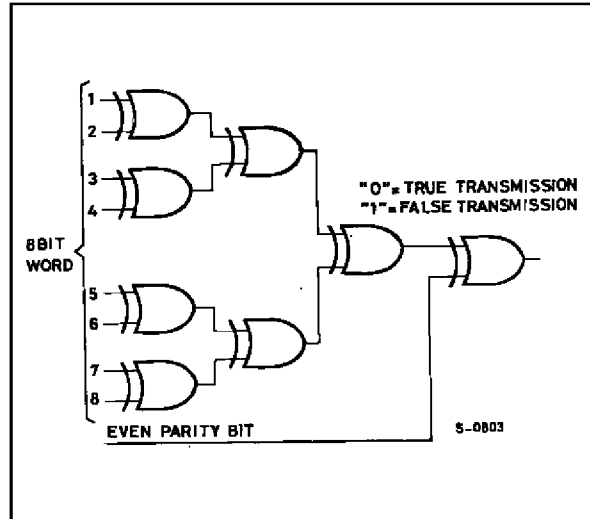 1
2
3
4
"0"= TRUE TRANSMISSION
"1"= FALSE TRANSMISSION
8BIT
WORD
5
6
7
8
EVEN PARITY BIT
S-0803